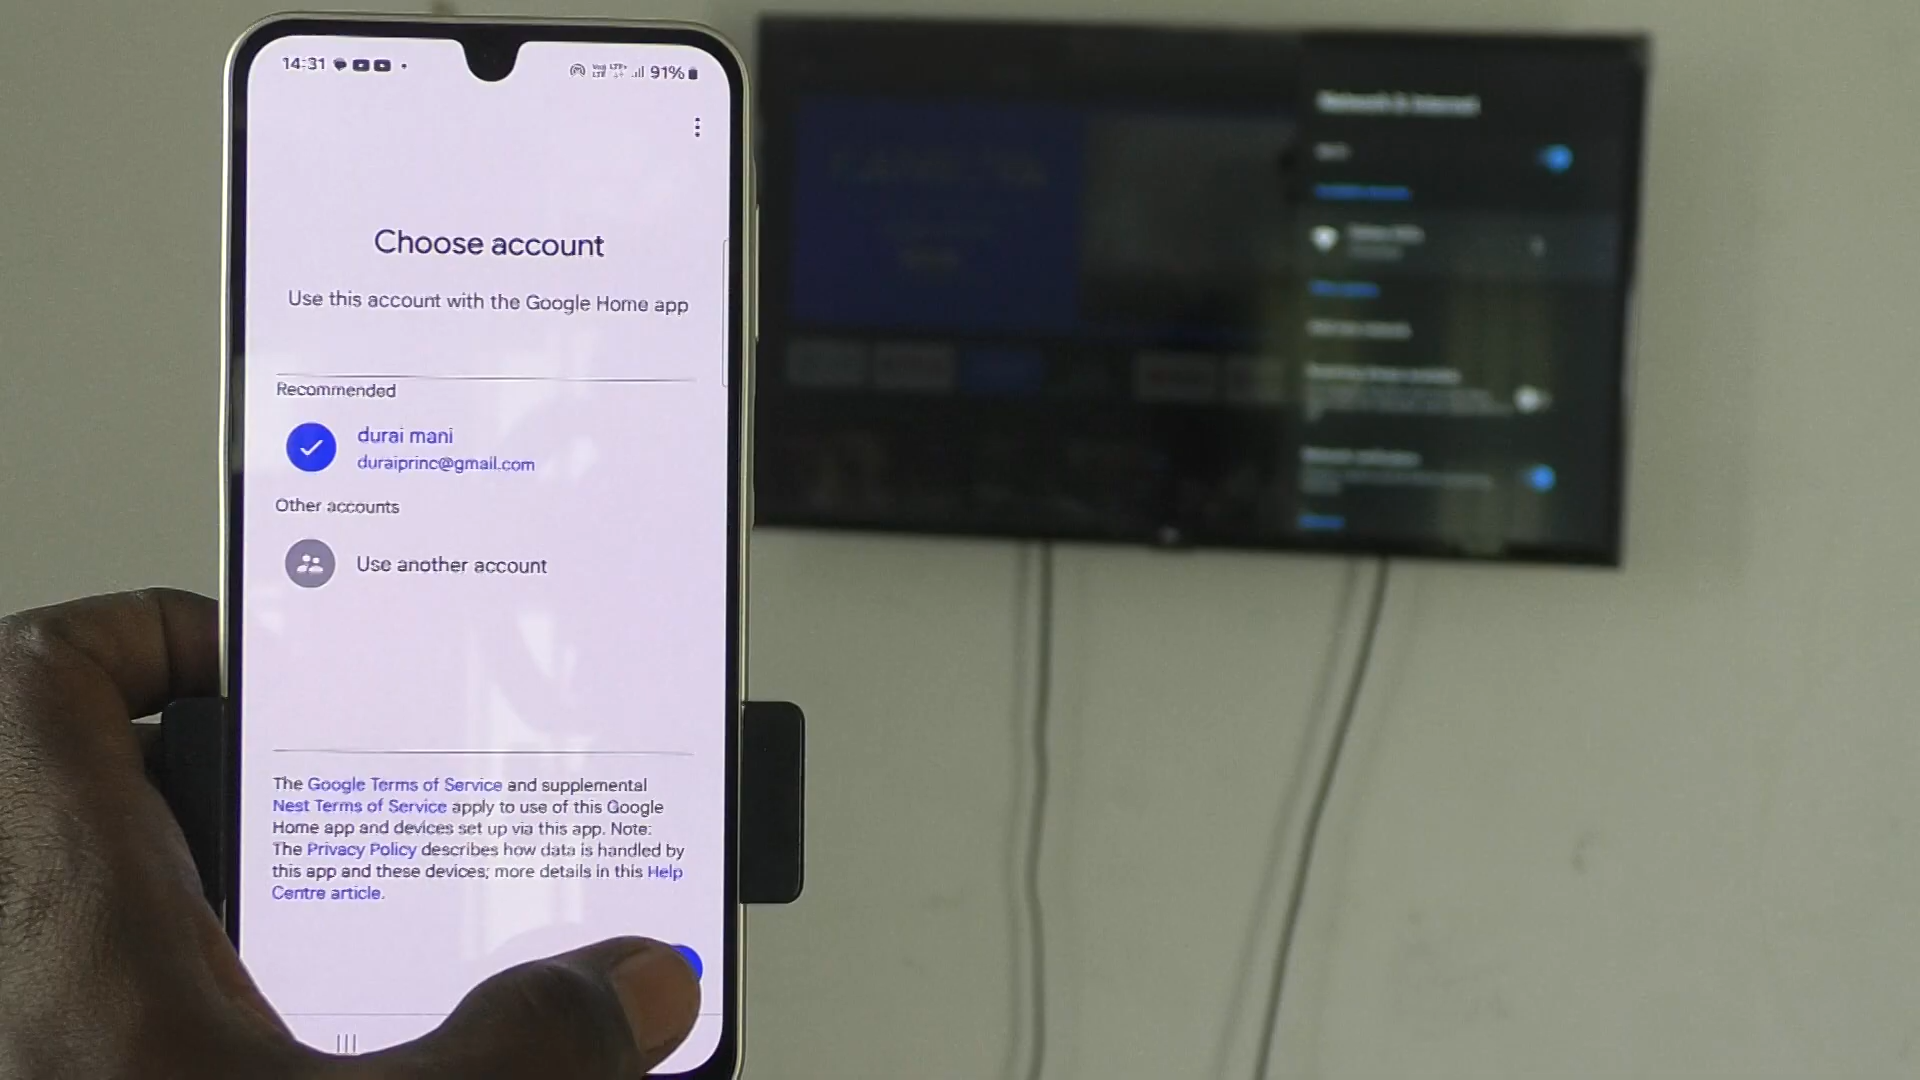 14:31
91%
Choose account
Use this account with the Google Home app
Recommended
durai mani
duraiprinc@gmail.com
Other accounts
Use another account
The Google Terms of Service and supplemental
Nest Terms of Service apply to use of this Google
Home app and devices set up via this app. Note:
The Privacy Policy describes how data is handled by
this app and these devices; more details in this Help
Centre article.
Network & Internet